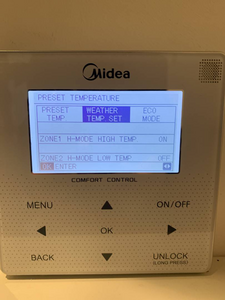 Midea
PRESET TEMPERATURE
PRESET TEMP
WEATHER TEMP SET
ECO MODE
ZONE1 H-MODE HIGH TEMP ON
ZONE2 H-MODE LOW TEMP OFF
OK ENTER
COMFORT CONTROL
MENU ON/OFF
OK
BACK UNLOCK
(LONG PRESS)